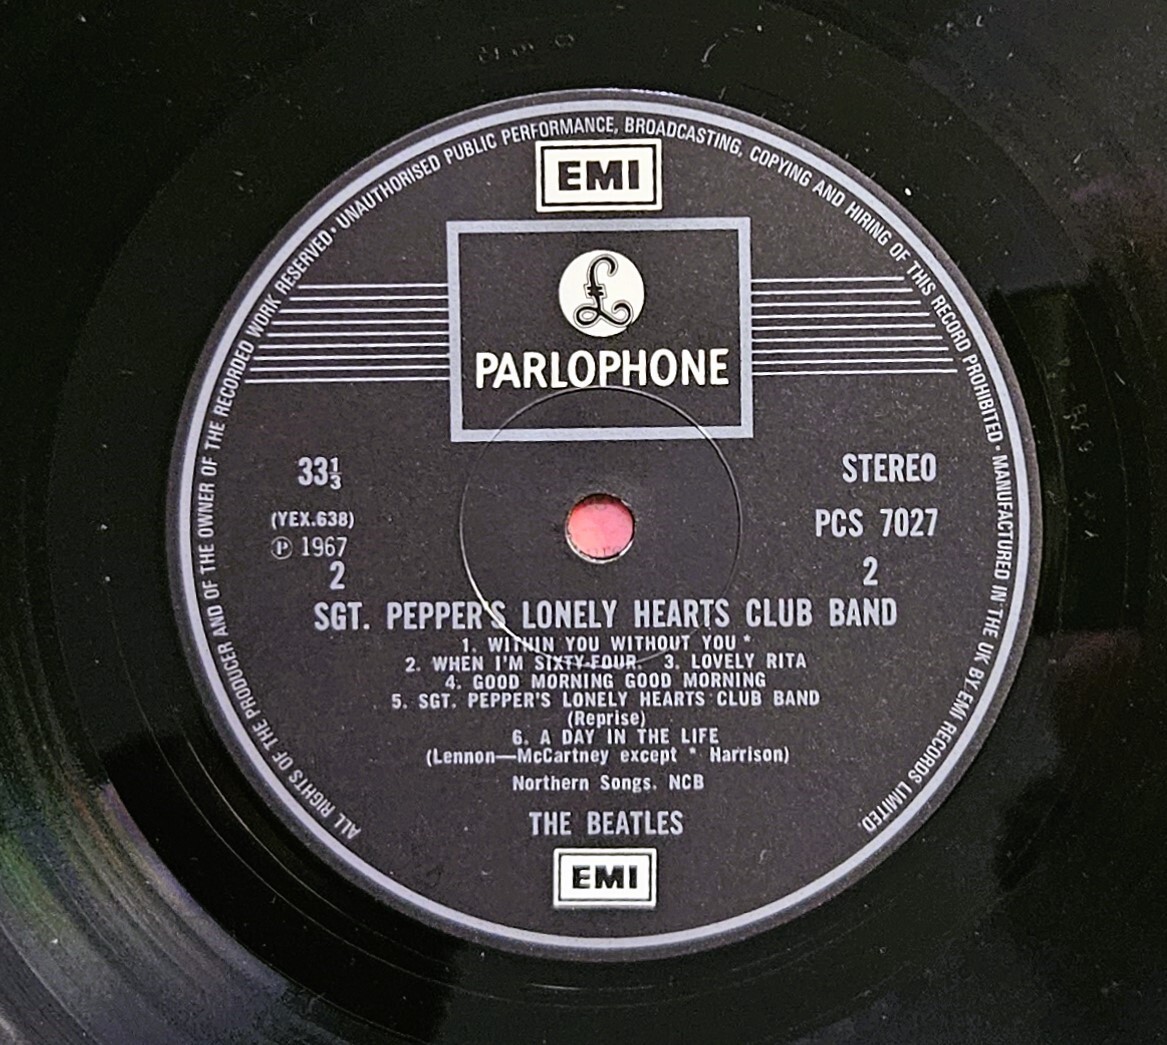 ALL RIGHTS OF THE PRODUCER AND OF THE OWNER OF THE RECORDED WORK RESERVED • UNAUTHORISED PUBLIC PERFORMANCE, BROADCASTING, COPYING AND HIRING OF THIS RECORD PROHIBITED • MANUFACTURED IN THE UK BY EMI RECORDS LIMITED
EMI
£
PARLOPHONE
33⅓ STEREO
(YEX.638) PCS 7027
℗ 1967
2 2
SGT. PEPPER'S LONELY HEARTS CLUB BAND
1. WITHIN YOU WITHOUT YOU *
2. WHEN I'M SIXTY-FOUR. 3. LOVELY RITA
4. GOOD MORNING GOOD MORNING
5. SGT. PEPPER'S LONELY HEARTS CLUB BAND
(Reprise)
6. A DAY IN THE LIFE
(Lennon—McCartney except * Harrison)
Northern Songs. NCB
THE BEATLES
EMI